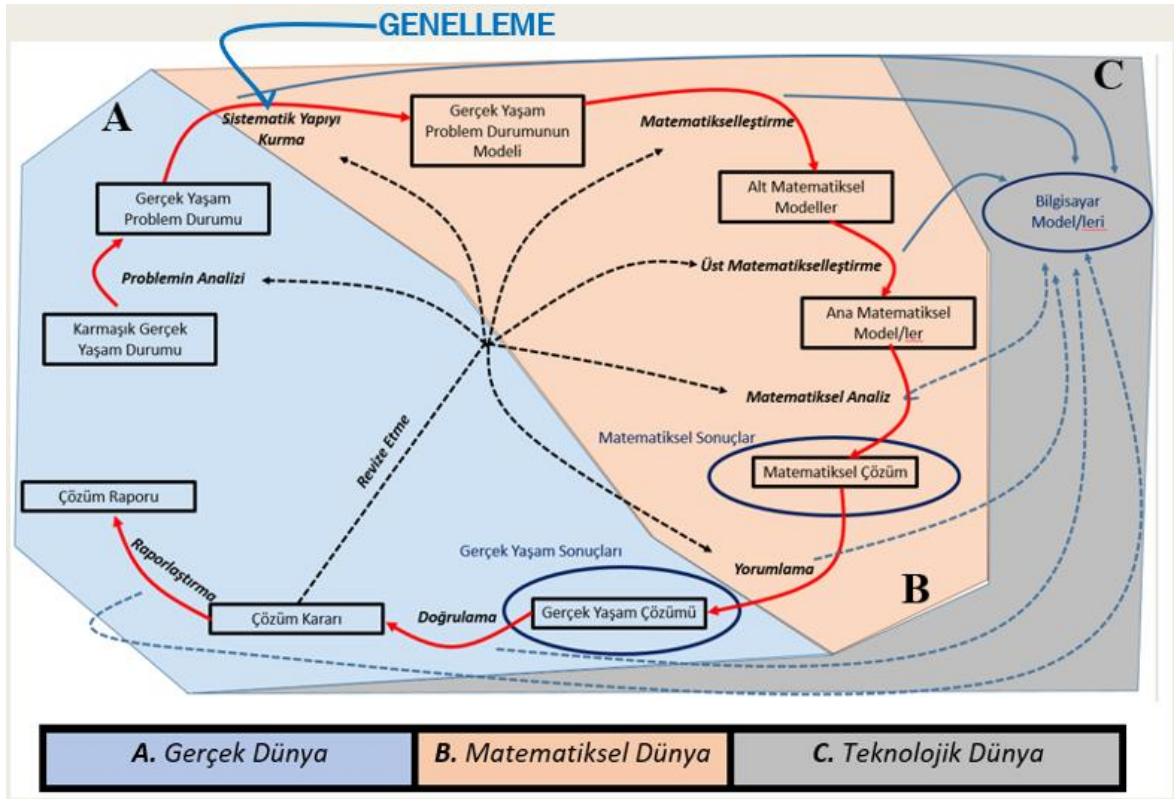 GENELLEME
A
C
Sistematik Yapıyı
Kurma
Gerçek Yaşam
Problem Durumunun
Modeli
Matematikselleştirme
Gerçek Yaşam
Problem Durumu
Alt Matematiksel
Modeller
Bilgisayar
Model/leri
Problemin Analizi
Üst Matematikselleştirme
Karmaşık Gerçek
Yaşam Durumu
Ana Matematiksel
Model/ler
Matematiksel Analiz
Revize Etme
Matematiksel Sonuçlar
Matematiksel Çözüm
Çözüm Raporu
Gerçek Yaşam Sonuçları
Yorumlama
B
Raporlaştırma
Çözüm Kararı
Doğrulama
Gerçek Yaşam Çözümü
A. Gerçek Dünya
B. Matematiksel Dünya
C. Teknolojik Dünya